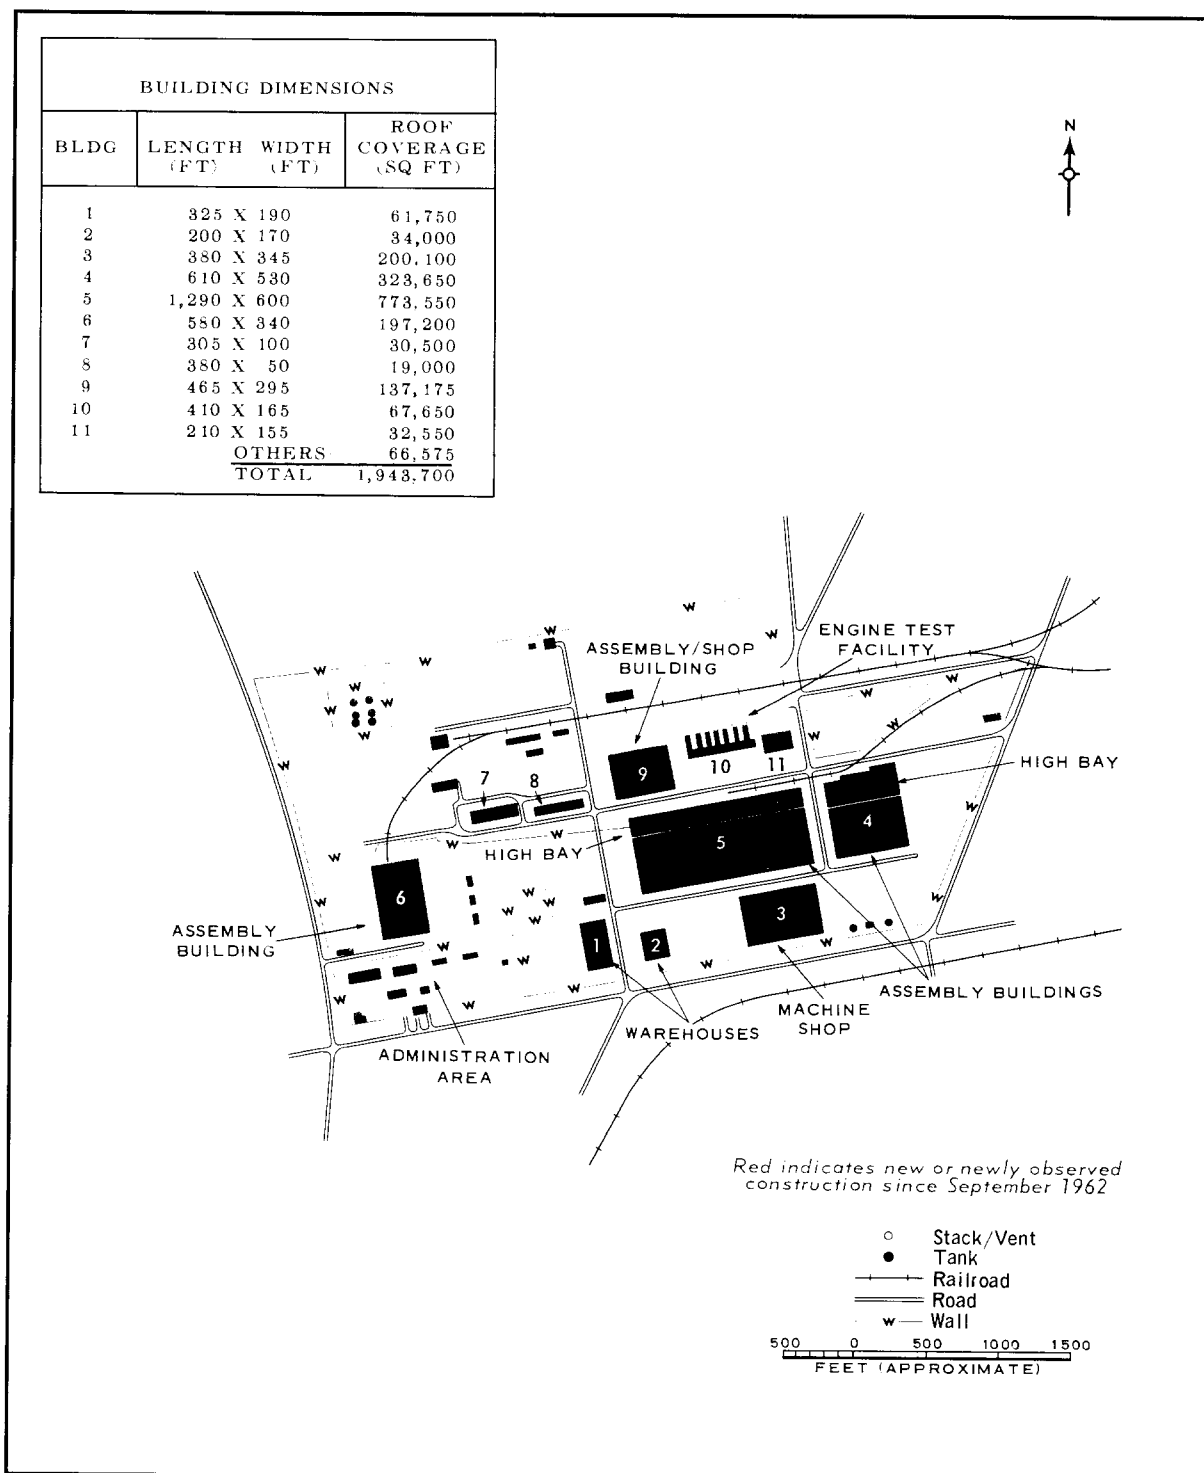 BUILDING DIMENSIONS
BLDG LENGTH (FT) WIDTH (FT) ROOF COVERAGE (SQ FT)
1 325 X 190 61,750
2 200 X 170 34,000
3 380 X 345 200,100
4 610 X 530 323,650
5 1,290 X 600 773,550
6 580 X 340 197,200
7 305 X 100 30,500
8 380 X 50 19,000
9 465 X 295 137,175
10 410 X 165 67,650
11 210 X 155 32,550
OTHERS 66,575
TOTAL 1,943,700
N
W
W
W
W
W
ASSEMBLY/SHOP
BUILDING
ENGINE TEST
FACILITY
W
W
W
W
W
W
W
W
W
W
9
10
11
HIGH BAY
7
8
W
W
W
HIGH BAY
5
4
W
W
6
W
W
W
W
W
3
W
ASSEMBLY
BUILDING
W
W
1
2
W
W
W
W
W
ASSEMBLY BUILDINGS
MACHINE
SHOP
WAREHOUSES
ADMINISTRATION
AREA
Red indicates new or newly observed
construction since September 1962
Stack/Vent
Tank
Railroad
Road
W Wall
500 0 500 1000 1500
FEET (APPROXIMATE)